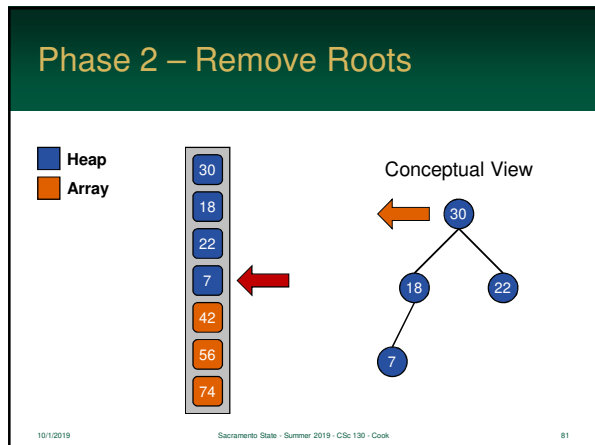 Phase 2 – Remove Roots
Heap
Array
30
18
22
7
42
56
74
Conceptual View
30
18
22
7
10/1/2019
Sacramento State - Summer 2019 - CSc 130 - Cook
81